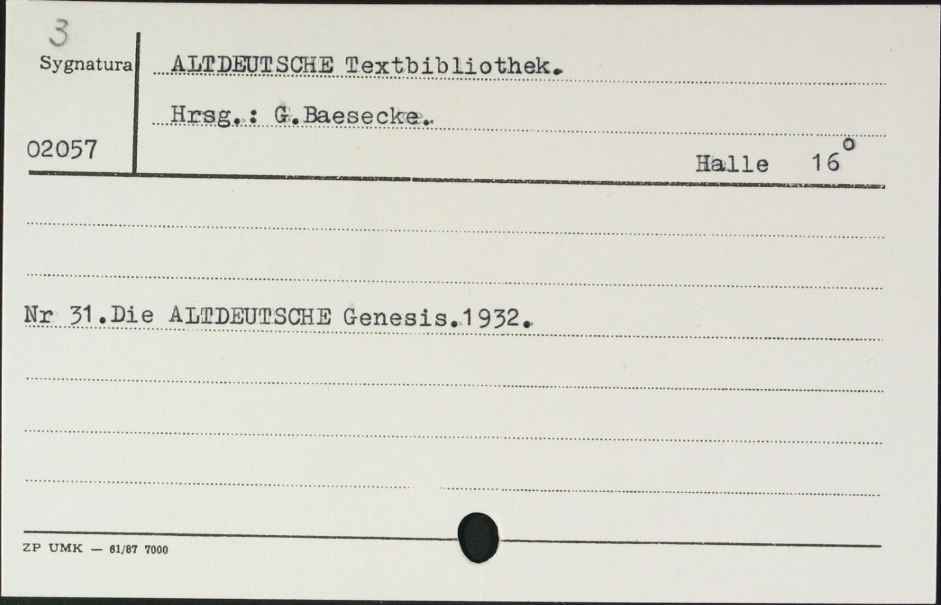 3
Sygnatura
ALTDEUTSCHE Textbibliothek.
Hrsg.: G.Baesecke.
02057
Halle 16°
Nr 31.Die ALTDEUTSCHE Genesis.1932.
ZP UMK — 61/87 7000